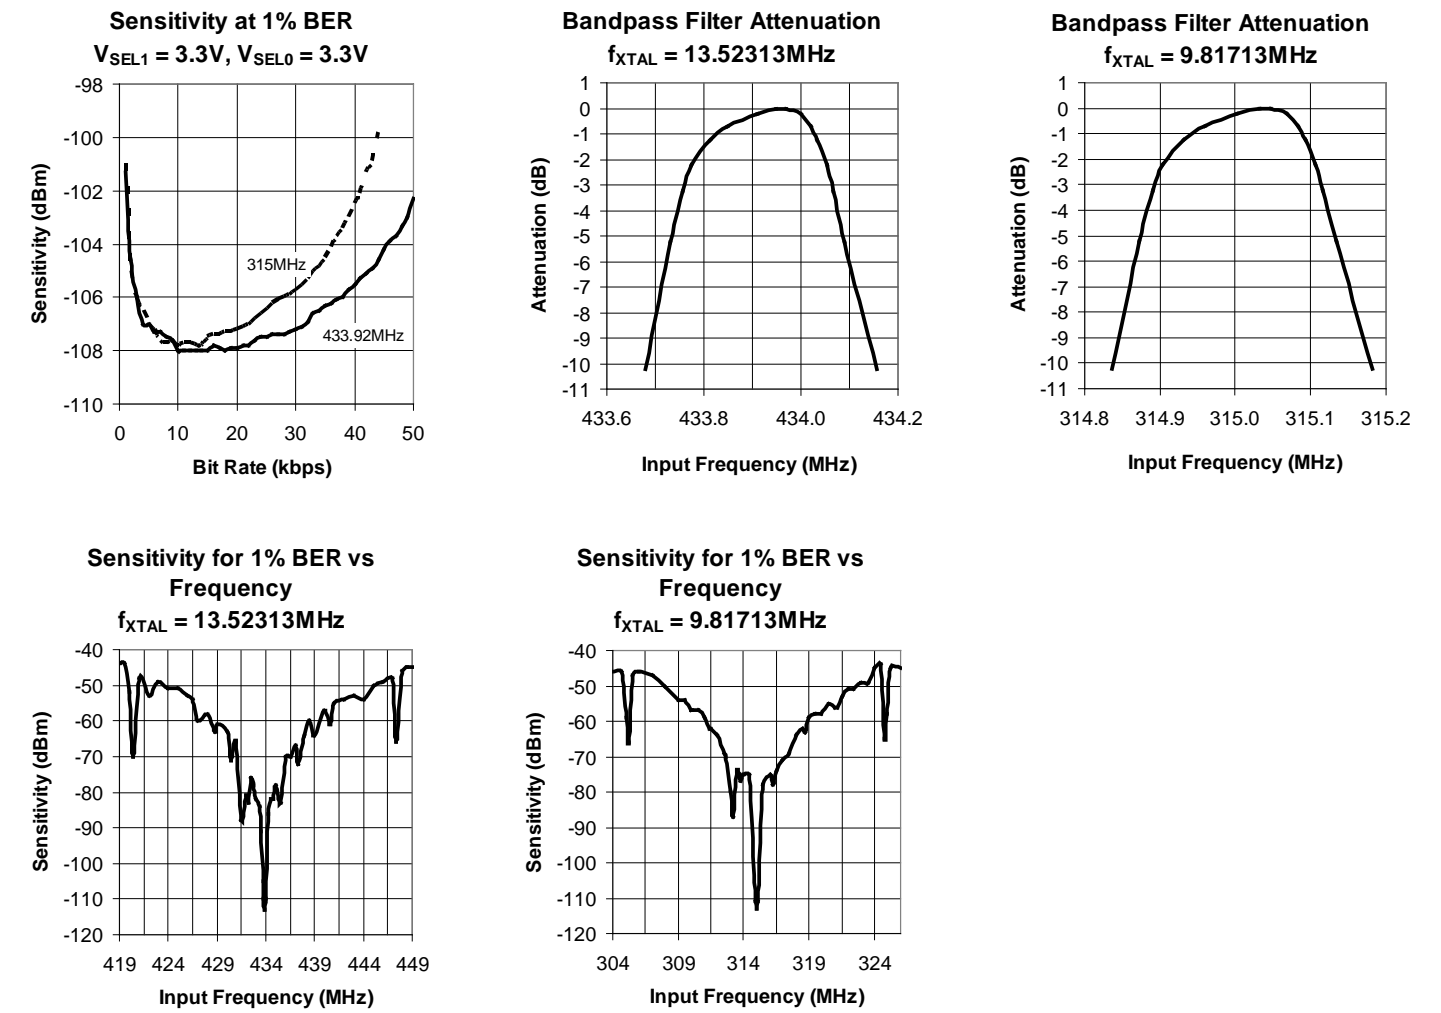 Sensitivity at 1% BER
VSEL1 = 3.3V, VSEL0 = 3.3V
-98
-100
-102
-104
-106
-108
-110
Sensitivity (dBm)
315MHz
433.92MHz
0 10 20 30 40 50
Bit Rate (kbps)
Bandpass Filter Attenuation
fXTAL = 13.52313MHz
1
0
-1
-2
-3
-4
-5
-6
-7
-8
-9
-10
-11
Attenuation (dB)
433.6 433.8 434.0 434.2
Input Frequency (MHz)
Bandpass Filter Attenuation
fXTAL = 9.81713MHz
1
0
-1
-2
-3
-4
-5
-6
-7
-8
-9
-10
-11
Attenuation (dB)
314.8 314.9 315.0 315.1 315.2
Input Frequency (MHz)
Sensitivity for 1% BER vs
Frequency
fXTAL = 13.52313MHz
-40
-50
-60
-70
-80
-90
-100
-110
-120
Sensitivity (dBm)
419 424 429 434 439 444 449
Input Frequency (MHz)
Sensitivity for 1% BER vs
Frequency
fXTAL = 9.81713MHz
-40
-50
-60
-70
-80
-90
-100
-110
-120
Sensitivity (dBm)
304 309 314 319 324
Input Frequency (MHz)